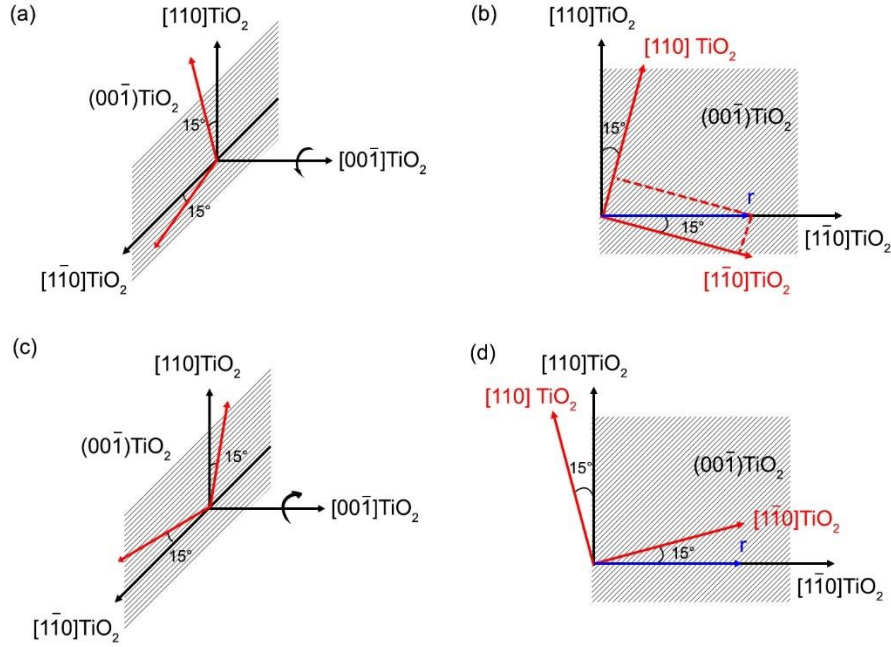 (a)
[110]TiO₂
(001̄)TiO₂
15°
[001̄]TiO₂
15°
[11̄0]TiO₂
(b)
[110]TiO₂
[110] TiO₂
(001̄)TiO₂
15°
r
15°
[11̄0]TiO₂
[11̄0]TiO₂
(c)
[110]TiO₂
(001̄)TiO₂
15°
[001̄]TiO₂
15°
[11̄0]TiO₂
(d)
[110]TiO₂
[110] TiO₂
(001̄)TiO₂
15°
[11̄0]TiO₂
15°
r
[11̄0]TiO₂